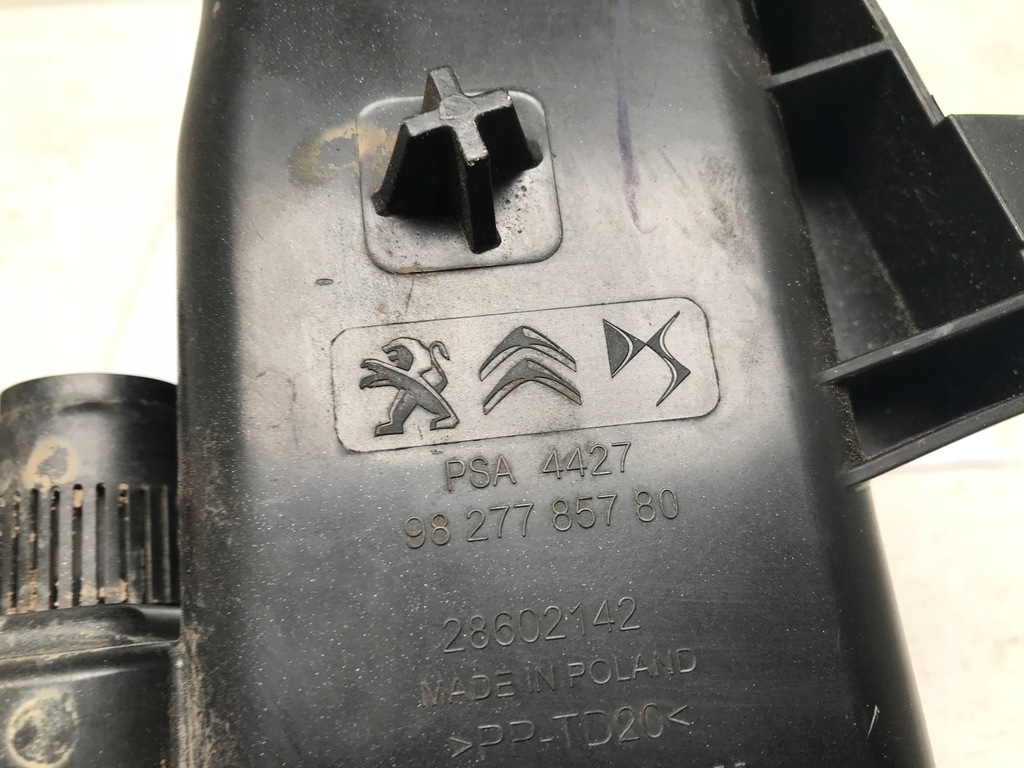 PSA 4427
98 277 857 80
28602142
MADE IN POLAND
>PP-TD20<